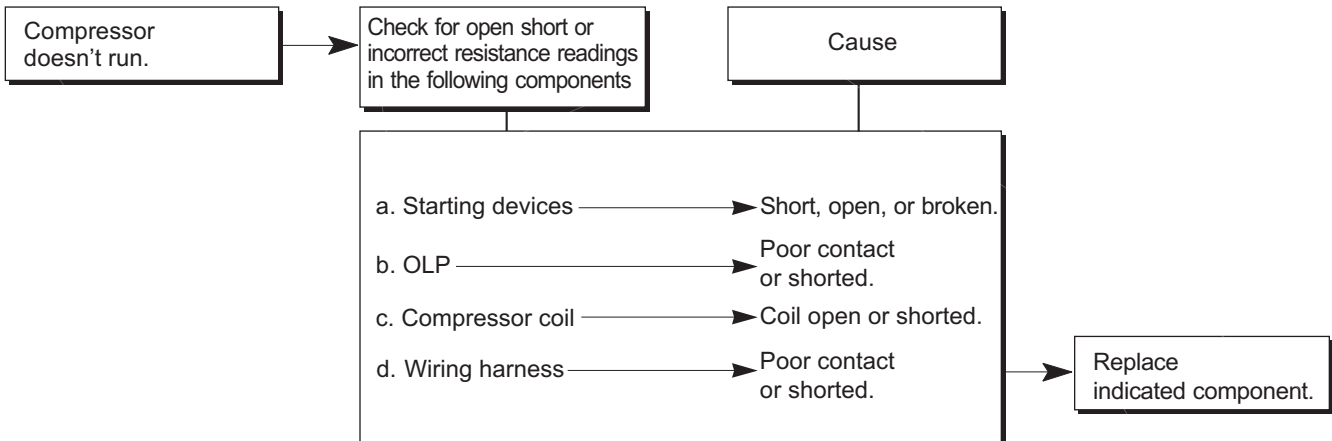 Compressor
doesn't run.
Check for open short or
incorrect resistance readings
in the following components
Cause
a. Starting devices
Short, open, or broken.
b. OLP
Poor contact
or shorted.
c. Compressor coil
Coil open or shorted.
d. Wiring harness
Poor contact
or shorted.
Replace
indicated component.